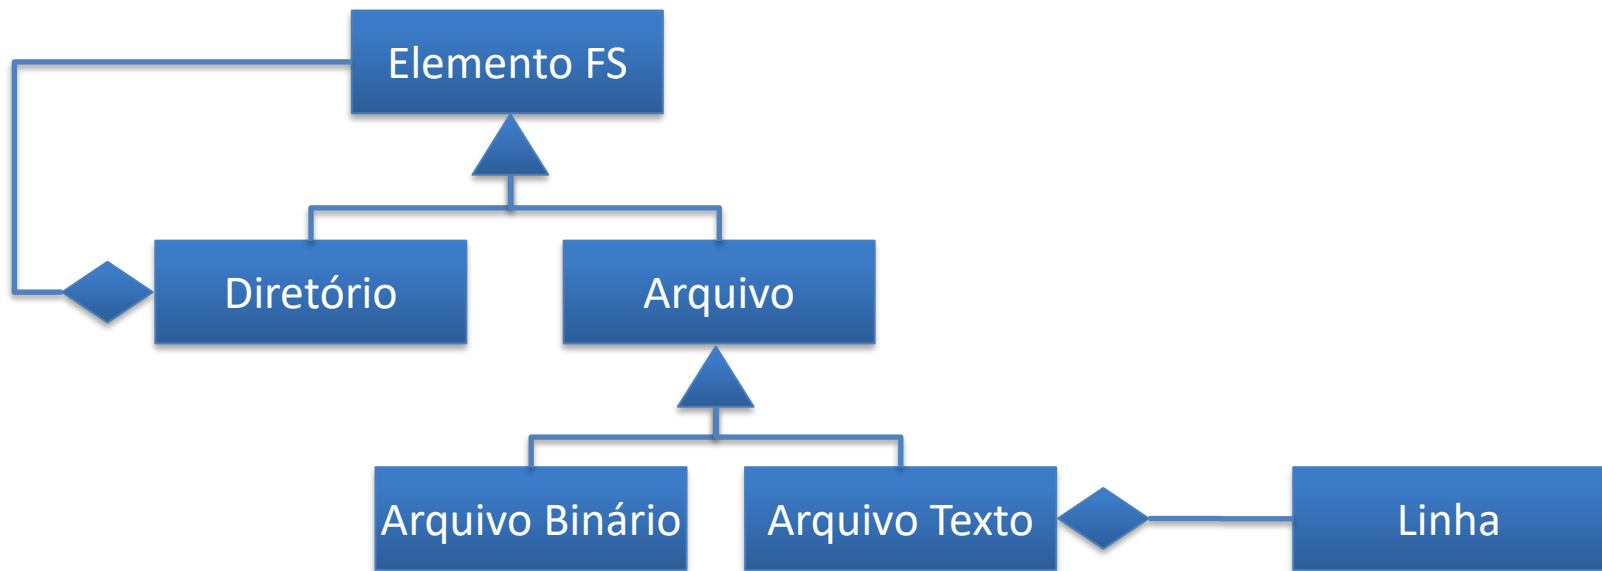 Elemento FS
Diretório
Arquivo
Arquivo Binário
Arquivo Texto
Linha